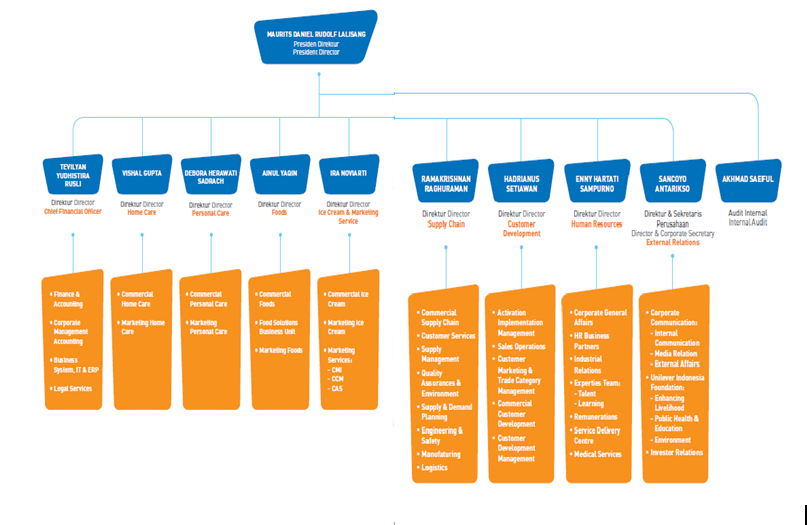 MAURITS DANIEL RUDOLF LALISANG
Presiden Direktur
President Director
TEVILYAN
YUDHISTIRA
RUSLI
Direktur Director
Chief Financial Officer
VISHAL GUPTA
Direktur Director
Home Care
DEBORA HERAWATI
SADRACH
Direktur Director
Personal Care
AINUL YAQIN
Direktur Director
Foods
IRA NOVIARTI
Direktur Director
Ice Cream & Marketing
Service
RAMAKRISHNAN
RAGHURAMAN
Direktur Director
Supply Chain
HADRIANUS
SETIAWAN
Direktur Director
Customer
Development
ENNY HARTATI
SAMPURNO
Direktur Director
Human Resources
SANCOYO
ANTARIKSO
Direktur & Sekretaris
Perusahaan
Director & Corporate Secretary
External Relations
AKHMAD SAEFUL
Audit Internal
Internal Audit
• Finance &
Accounting
• Corporate
Management
Accounting
• Business
System, IT & ERP
• Legal Services
• Commercial
Home Care
• Marketing Home
Care
• Commercial
Personal Care
• Marketing
Personal Care
• Commercial
Foods
• Food Solutions
Business Unit
• Marketing Foods
• Commercial Ice
Cream
• Marketing Ice
Cream
• Marketing
Services:
- CMI
- CCM
- CAS
• Commercial
Supply Chain
• Customer Services
• Supply
Management
• Quality
Assurances &
Environment
• Supply & Demand
Planning
• Engineering &
Safety
• Manufaturing
• Logistics
• Activation
Implementation
Management
• Sales Operations
• Customer
Marketing &
Trade Category
Management
• Commercial
Customer
Development
• Customer
Development
Management
• Corporate General
Affairs
• HR Business
Partners
• Industrial
Relations
• Experties Team:
- Talent
- Learning
• Remunerations
• Service Delivery
Centre
• Medical Services
• Corporate
Communication:
- Internal
Communication
- Media Relation
- External Affairs
• Unilever Indonesia
Foundation:
- Enhancing
Livelihood
- Public Health &
Education
- Environment
• Investor Relations